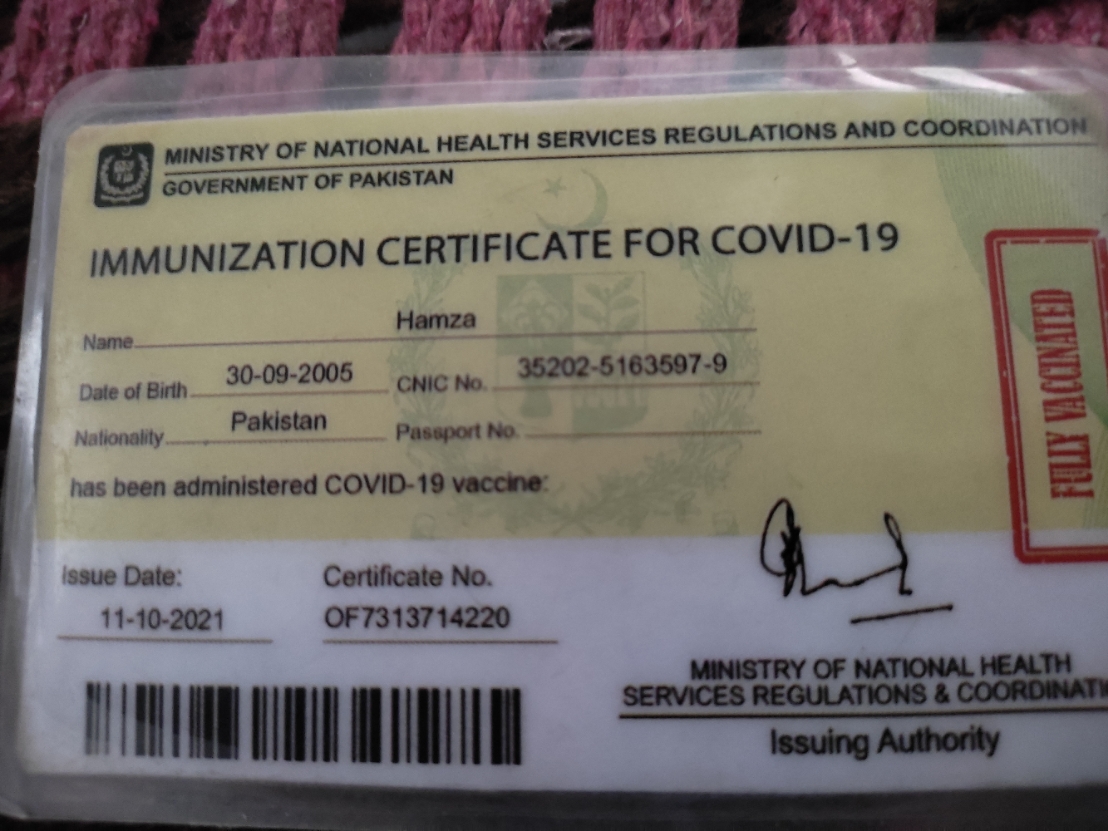 MINISTRY OF NATIONAL HEALTH SERVICES REGULATIONS AND COORDINATION
GOVERNMENT OF PAKISTAN
IMMUNIZATION CERTIFICATE FOR COVID-19
Name Hamza
Date of Birth 30-09-2005 CNIC No. 35202-5163597-9
Nationality Pakistan Passport No.
has been administered COVID-19 vaccine:
FULLY VACCINATED
Issue Date: Certificate No.
11-10-2021 OF7313714220
MINISTRY OF NATIONAL HEALTH
SERVICES REGULATIONS & COORDINATI
Issuing Authority